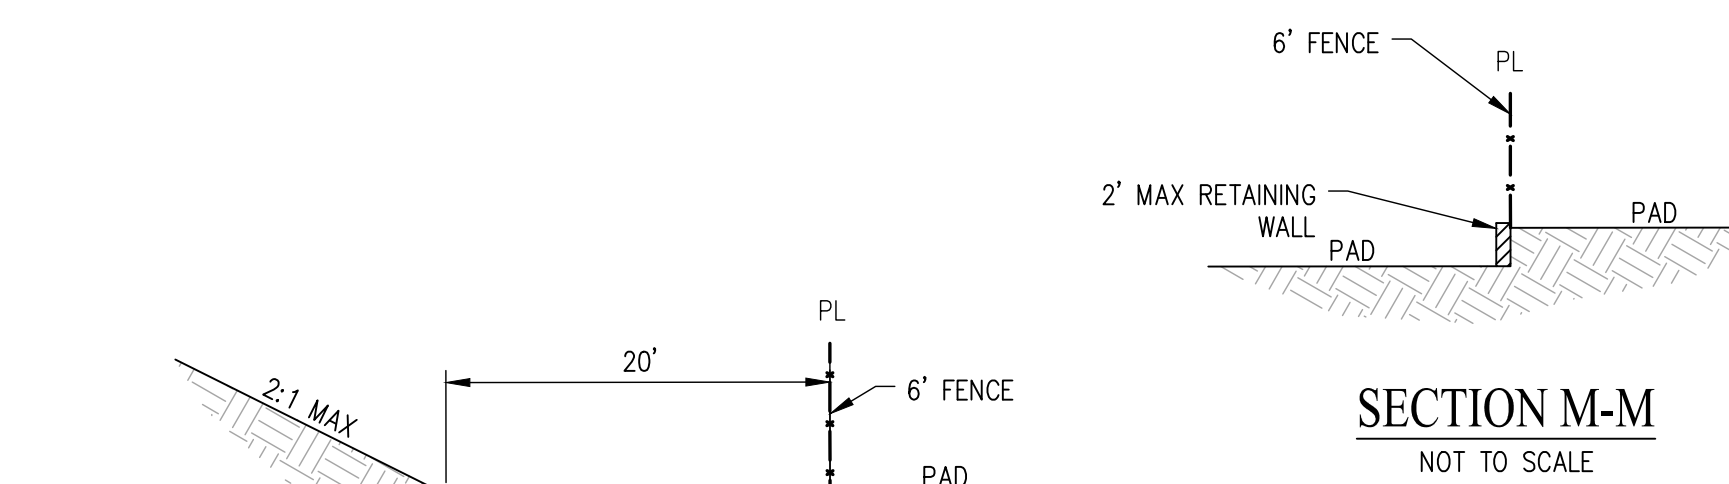 6' FENCE
PL
2' MAX RETAINING
WALL
PAD
PAD
SECTION M-M
NOT TO SCALE
PL
20'
6' FENCE
2:1 MAX
PAD